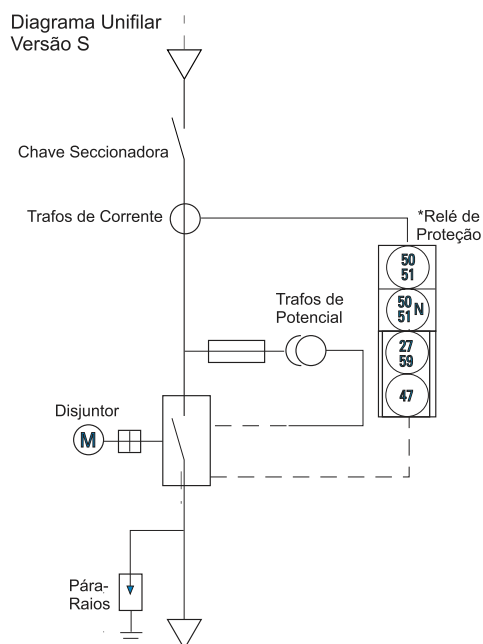 Diagrama Unifilar
Versão S
Chave Seccionadora
Trafos de Corrente
*Relé de
Proteção
50
51
50
51 N
Trafos de
Potencial
27
59
47
Disjuntor
M
Pára-
Raios